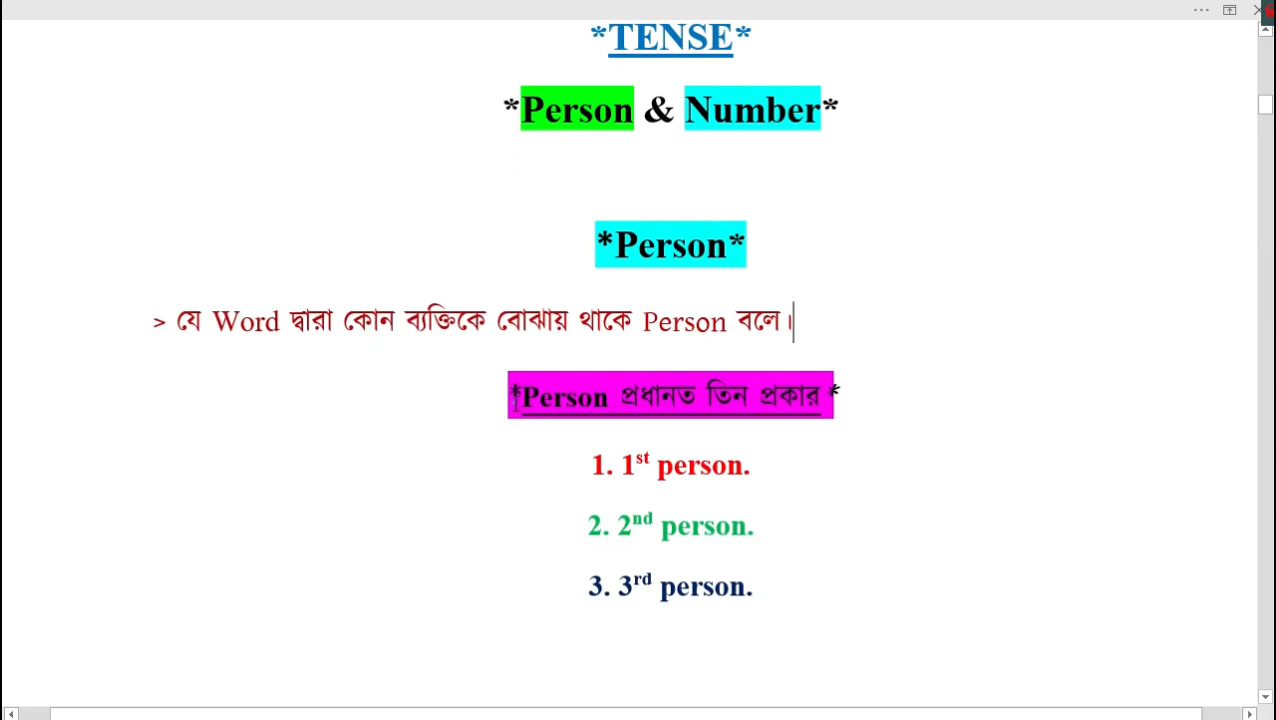 *TENSE*
*Person & Number*
*Person*
> যে Word দ্বারা কোন ব্যক্তিকে বোঝায় থাকে Person বলে।
*Person প্রধানত তিন প্রকার *
1. 1st person.
2. 2nd person.
3. 3rd person.